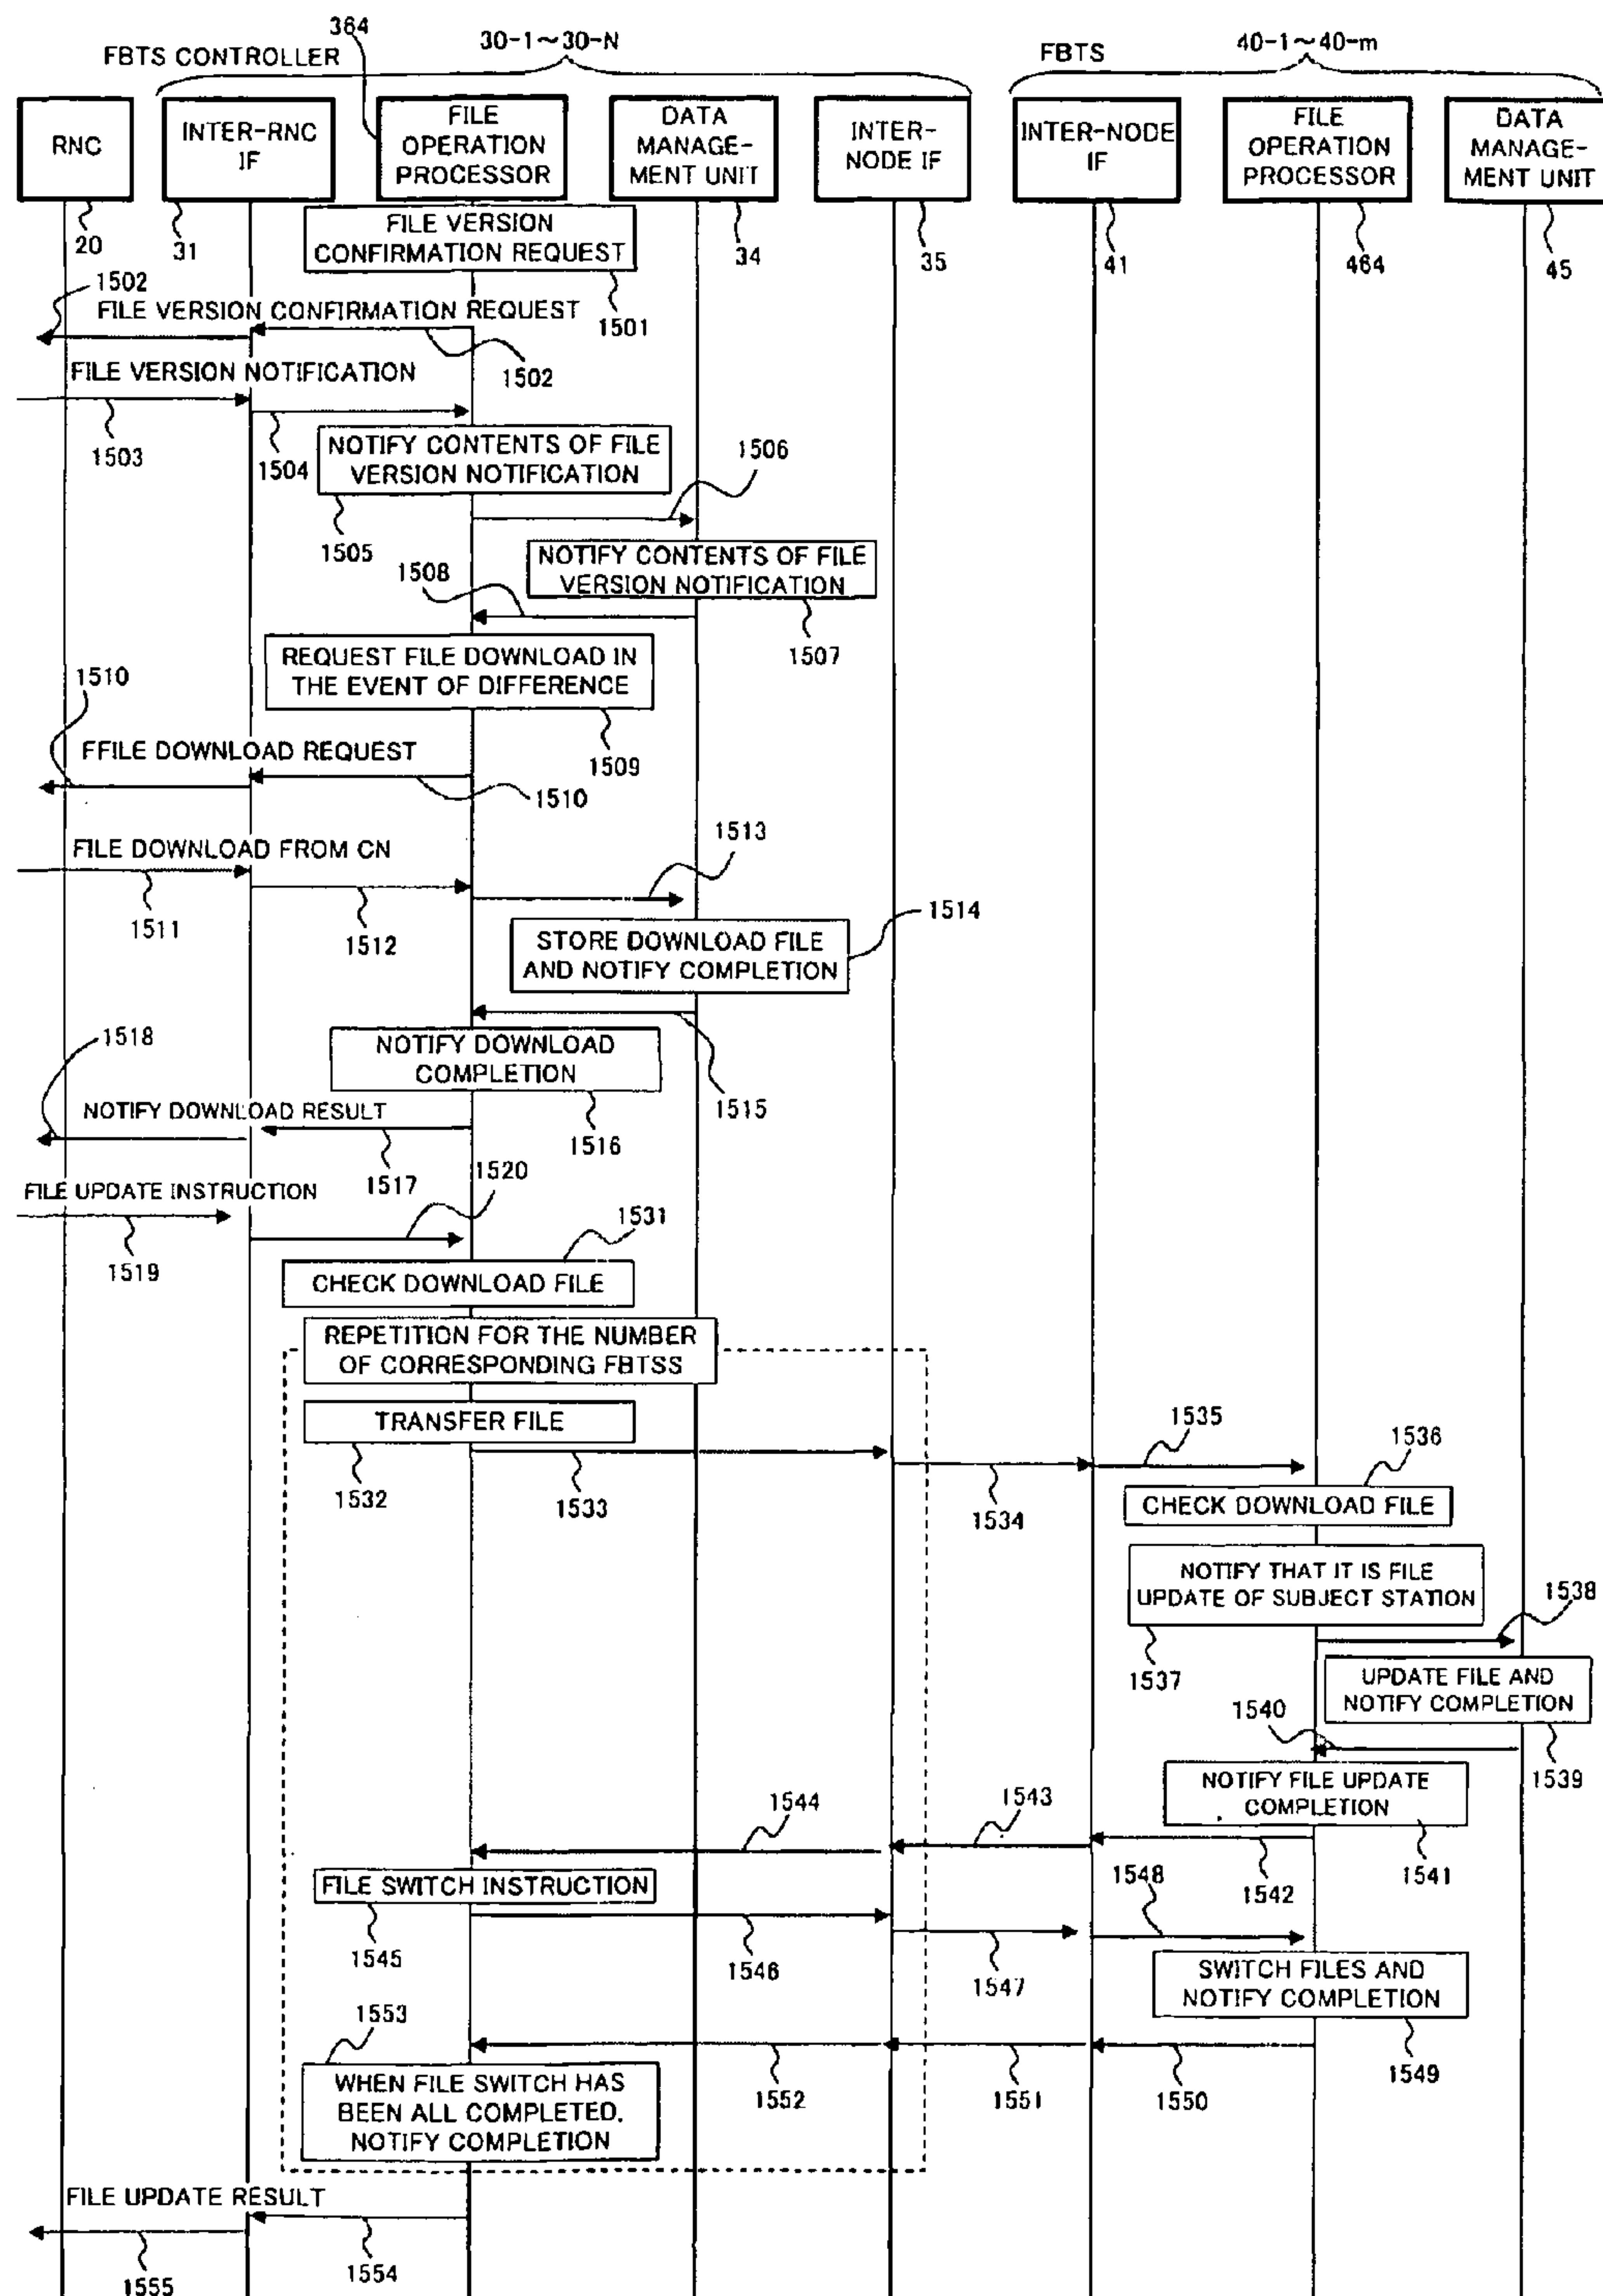 364
FBTS CONTROLLER
30-1～30-N
FBTS
40-1～40-m
RNC
INTER-RNC
IF
FILE
OPERATION
PROCESSOR
DATA
MANAGE-
MENT UNIT
INTER-
NODE IF
INTER-NODE
IF
FILE
OPERATION
PROCESSOR
DATA
MANAGE-
MENT UNIT
20
31
34
35
41
464
45
FILE VERSION
CONFIRMATION REQUEST
1501
1502
FILE VERSION CONFIRMATION REQUEST
1502
FILE VERSION NOTIFICATION
1503
1504
NOTIFY CONTENTS OF FILE
VERSION NOTIFICATION
1505
1506
NOTIFY CONTENTS OF FILE
VERSION NOTIFICATION
1507
1508
REQUEST FILE DOWNLOAD IN
THE EVENT OF DIFFERENCE
1509
1510
FFILE DOWNLOAD REQUEST
1510
FILE DOWNLOAD FROM CN
1511
1512
1513
STORE DOWNLOAD FILE
AND NOTIFY COMPLETION
1514
1515
NOTIFY DOWNLOAD
COMPLETION
1516
1518
NOTIFY DOWNLOAD RESULT
1517
FILE UPDATE INSTRUCTION
1519
1520
1531
CHECK DOWNLOAD FILE
REPETITION FOR THE NUMBER
OF CORRESPONDING FBTSS
TRANSFER FILE
1532
1533
1534
1535
1536
CHECK DOWNLOAD FILE
NOTIFY THAT IT IS FILE
UPDATE OF SUBJECT STATION
1537
1538
UPDATE FILE AND
NOTIFY COMPLETION
1539
1540
NOTIFY FILE UPDATE
COMPLETION
1541
1542
1543
1544
FILE SWITCH INSTRUCTION
1545
1546
1547
1548
SWITCH FILES AND
NOTIFY COMPLETION
1549
1550
1551
1552
1553
WHEN FILE SWITCH HAS
BEEN ALL COMPLETED,
NOTIFY COMPLETION
FILE UPDATE RESULT
1554
1555